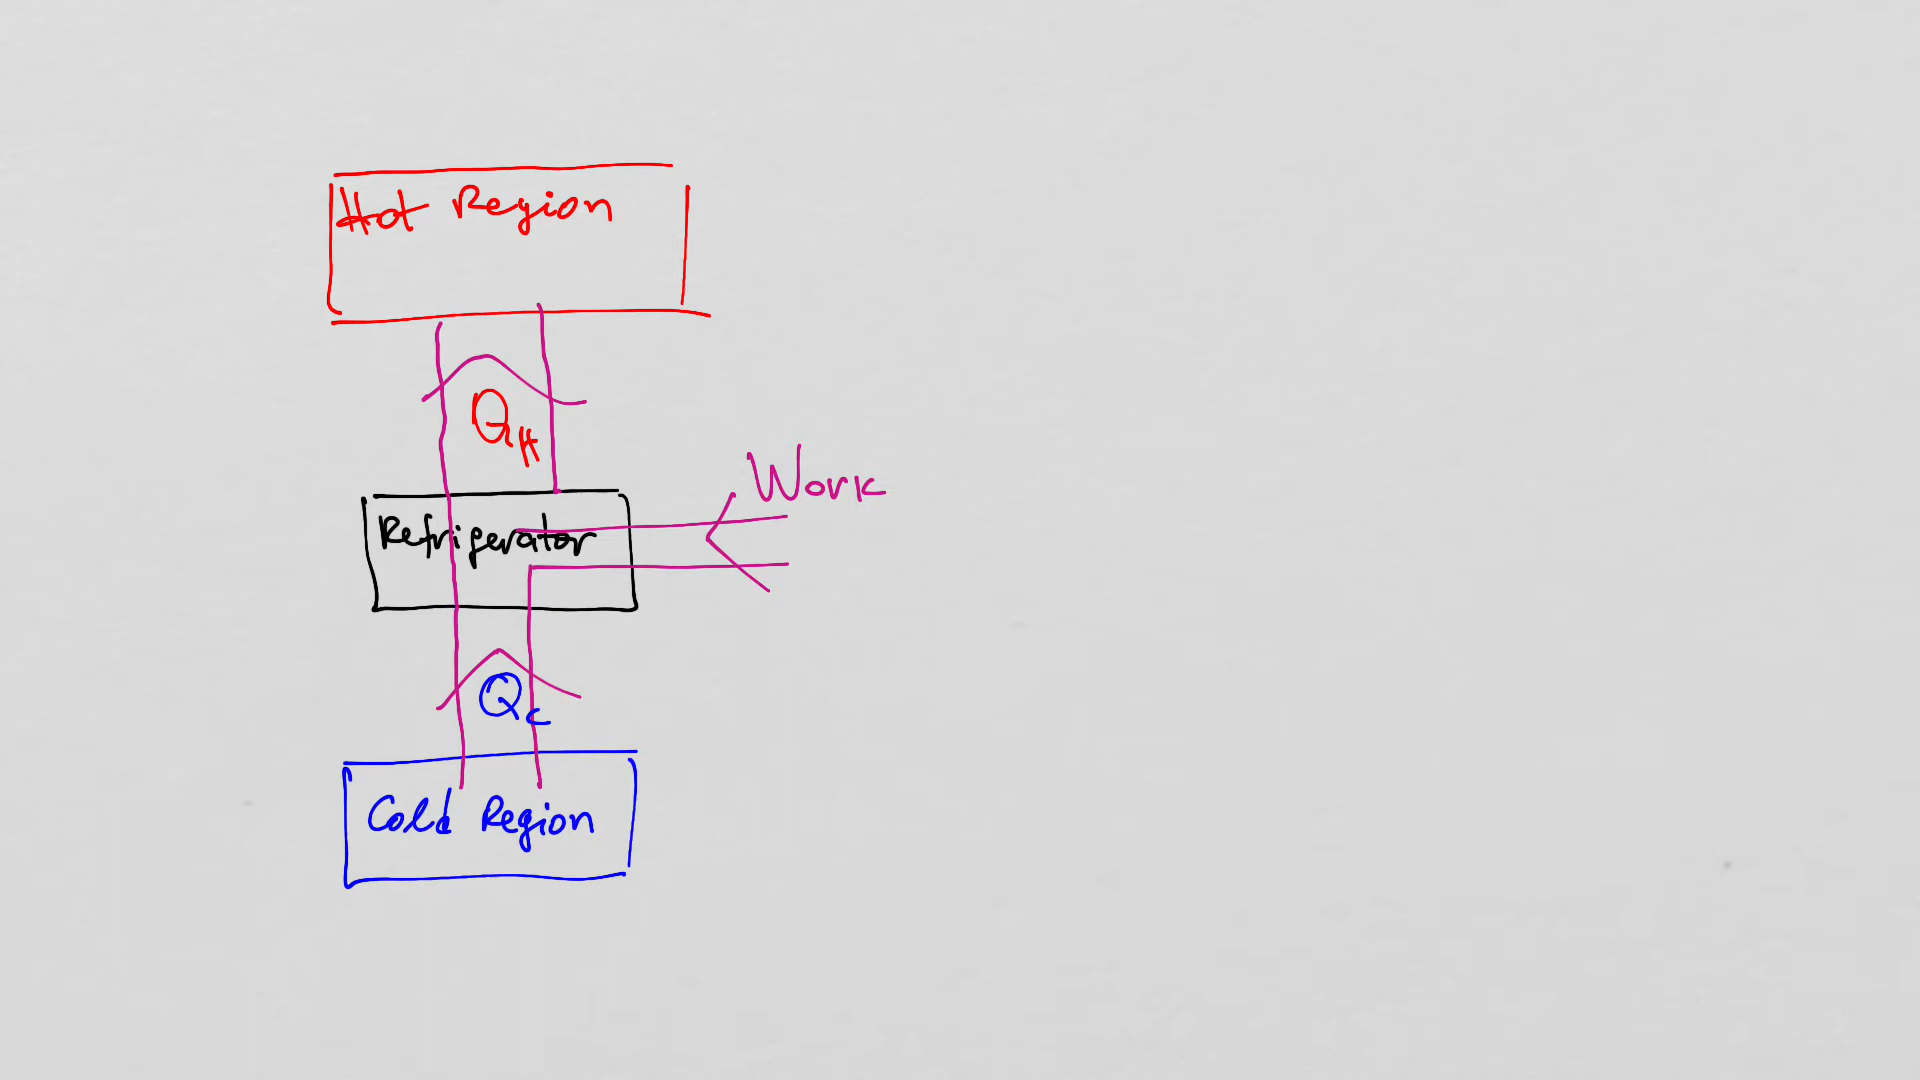 Hot Region
QH
Work
Refrigerator
Qc
Cold Region